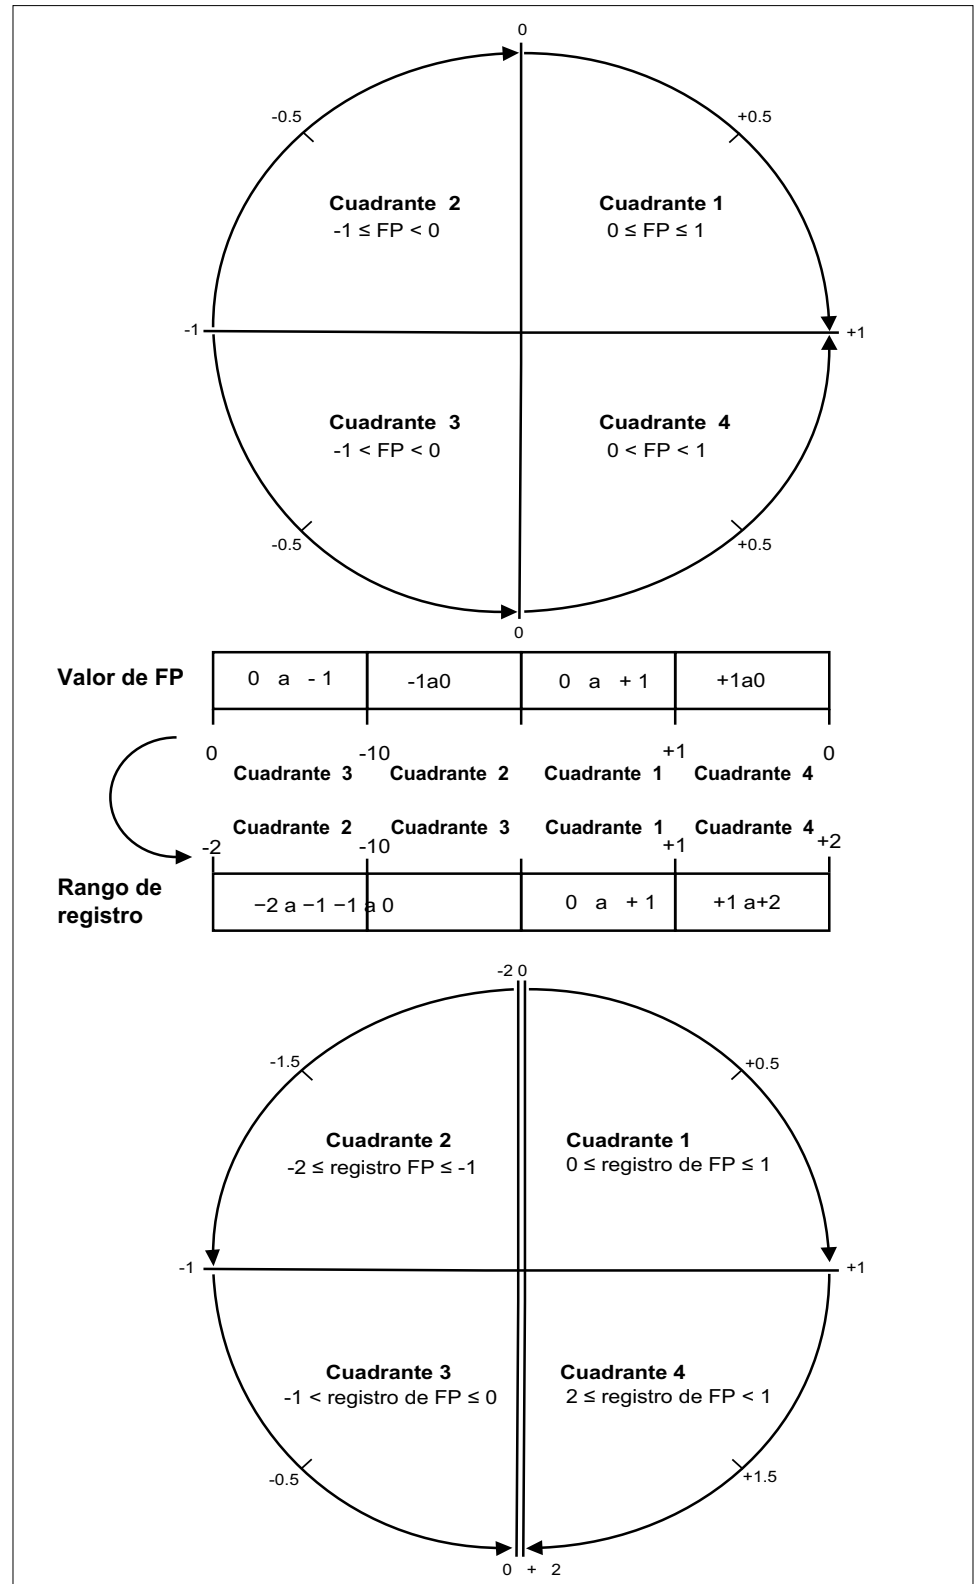 0
-0.5 +0.5
Cuadrante 2 Cuadrante 1
-1 ≤ FP < 0 0 ≤ FP ≤ 1
-1 +1
Cuadrante 3 Cuadrante 4
-1 < FP < 0 0 < FP < 1
-0.5 +0.5
0
Valor de FP 0 a - 1 -1a0 0 a + 1 +1a0
0 -10 +1 0
Cuadrante 3 Cuadrante 2 Cuadrante 1 Cuadrante 4
Cuadrante 2 Cuadrante 3 Cuadrante 1 Cuadrante 4
-2 -10 +1 +2
Rango de
registro −2 a −1 −1 a 0 0 a + 1 +1 a+2
-2 0
-1.5 +0.5
Cuadrante 2 Cuadrante 1
-2 ≤ registro FP ≤ -1 0 ≤ registro de FP ≤ 1
-1 +1
Cuadrante 3 Cuadrante 4
-1 < registro de FP ≤ 0 2 ≤ registro de FP < 1
-0.5 +1.5
0 + 2